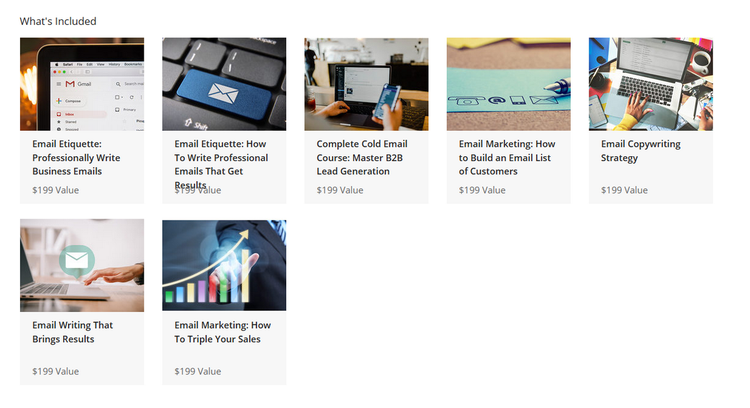 What's Included
Gmail
Compose
Shift
Email Etiquette:
Professionally Write
Business Emails
$199 Value
Email Etiquette: How
To Write Professional
Emails That Get
Results
$199 Value
Complete Cold Email
Course: Master B2B
Lead Generation
$199 Value
Email Marketing: How
to Build an Email List
of Customers
$199 Value
Email Copywriting
Strategy
$199 Value
Email Writing That
Brings Results
$199 Value
Email Marketing: How
To Triple Your Sales
$199 Value